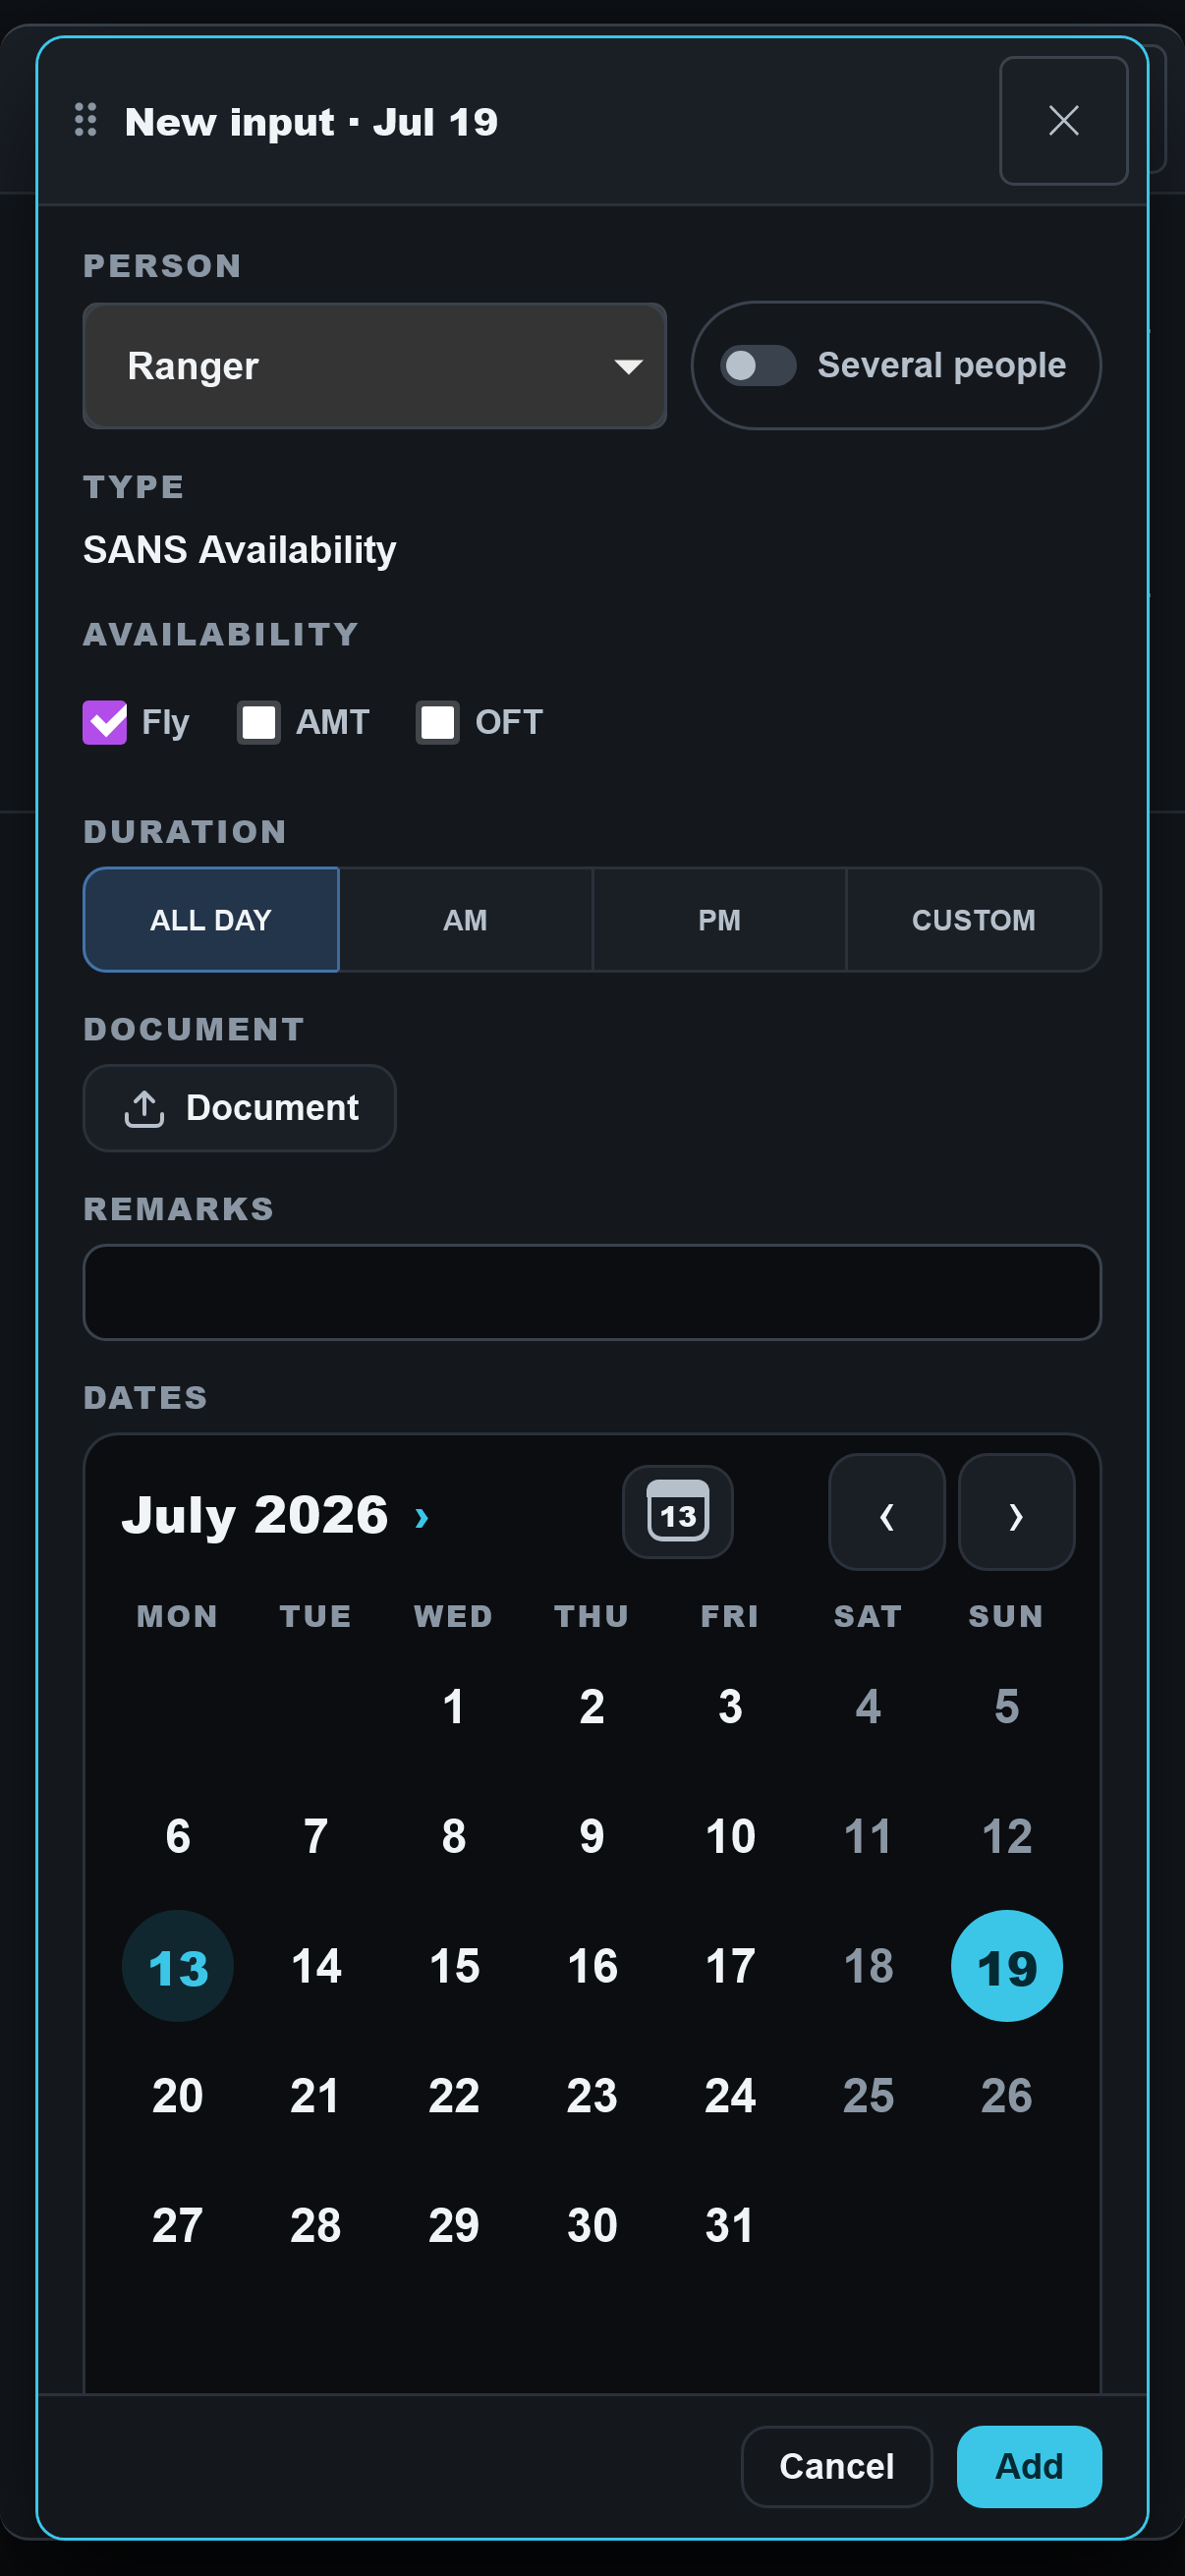 New input · Jul 19
PERSON
Ranger
Several people
TYPE
SANS Availability
AVAILABILITY
Fly AMT OFT
DURATION
ALL DAY AM PM CUSTOM
DOCUMENT
Document
REMARKS
DATES
July 2026 ›
13
‹ ›
MON TUE WED THU FRI SAT SUN
1 2 3 4 5
6 7 8 9 10 11 12
13 14 15 16 17 18 19
20 21 22 23 24 25 26
27 28 29 30 31
Cancel Add